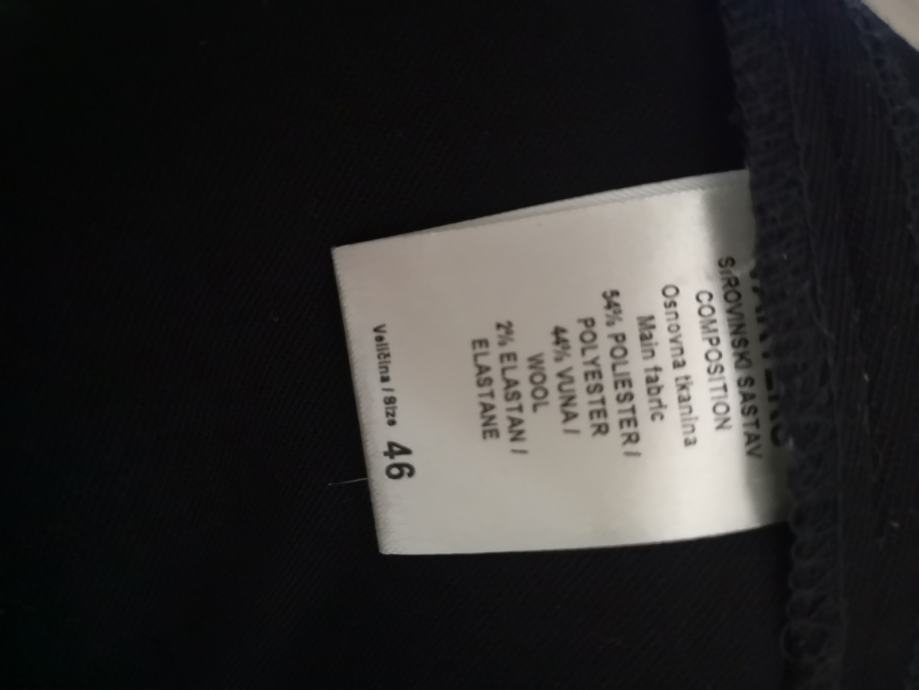 SIROVINSKI SASTAV
COMPOSITION
Osnovna tkanina
Main fabric
54% POLIESTER /
POLYESTER
44% VUNA /
WOOL
2% ELASTAN /
ELASTANE
Veličina / Size 46